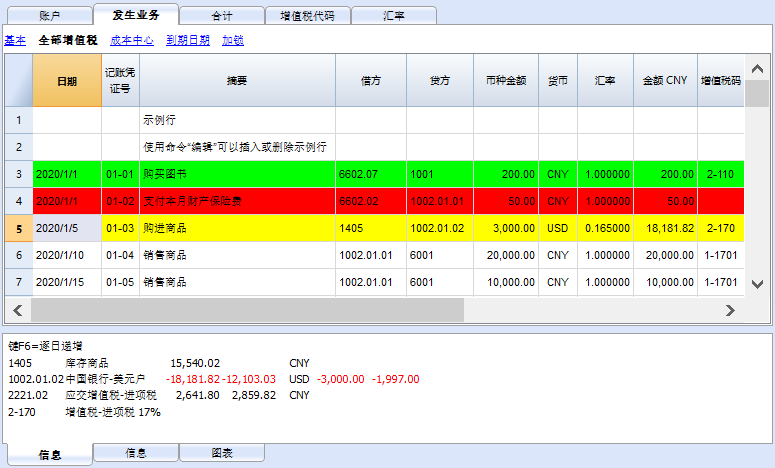 账户 发生业务 合计 增值税代码 汇率
基本 全部增值税 成本中心 到期日期 加锁
日期 记账凭证号 摘要 借方 贷方 币种金额 货币 汇率 金额 CNY 增值税码
1 示例行
2 使用命令“编辑”可以插入或删除示例行
3 2020/1/1 01-01 购买图书 6602.07 1001 200.00 CNY 1.000000 200.00 2-110
4 2020/1/1 01-02 支付本月财产保险费 6602.02 1002.01.01 50.00 CNY 1.000000 50.00
5 2020/1/5 01-03 购进商品 1405 1002.01.02 3,000.00 USD 0.165000 18,181.82 2-170
6 2020/1/10 01-04 销售商品 1002.01.01 6001 20,000.00 CNY 1.000000 20,000.00 1-1701
7 2020/1/15 01-05 销售商品 1002.01.01 6001 10,000.00 CNY 1.000000 10,000.00 1-1701
键F6=逐日递增
1405 库存商品 15,540.02 CNY
1002.01.02 中国银行-美元户 -18,181.82 -12,103.03 USD -3,000.00 -1,997.00
2221.02 应交增值税-进项税 2,641.80 2,859.82 CNY
2-170 增值税-进项税 17%
信息 信息 图表